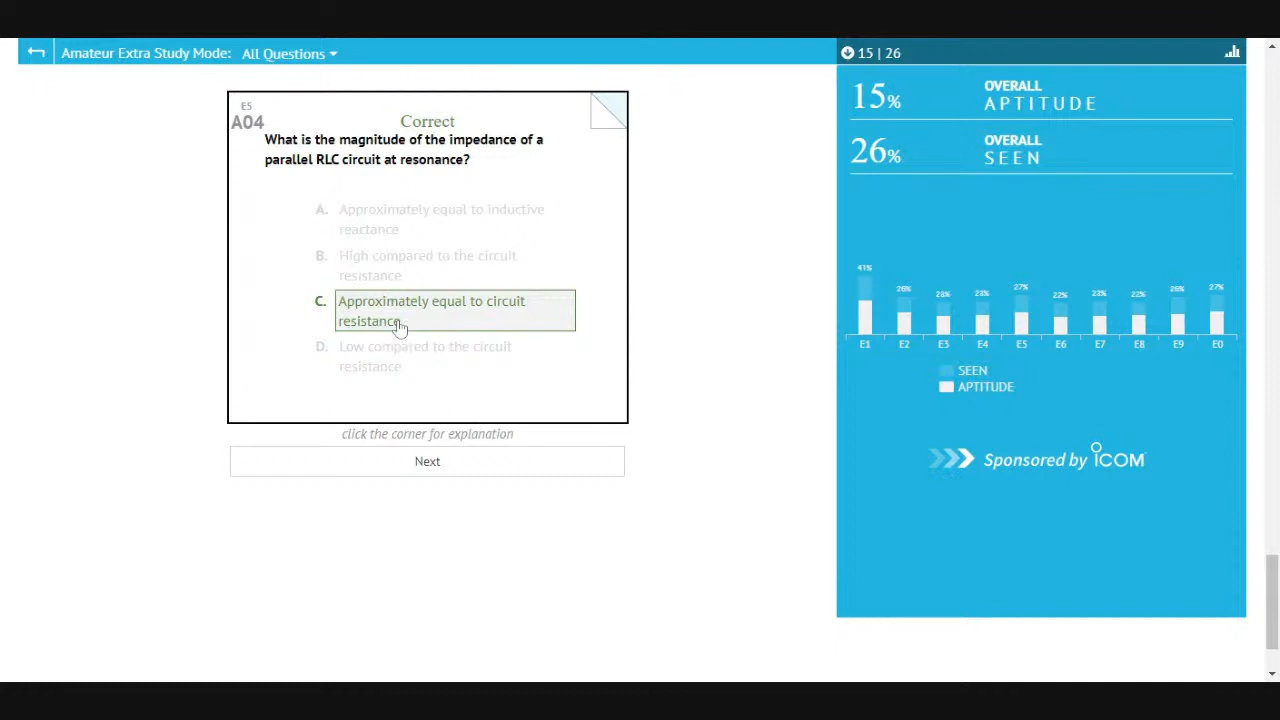 Amateur Extra Study Mode: All Questions
15 | 26
E5
A04
Correct
What is the magnitude of the impedance of a
parallel RLC circuit at resonance?
A. Approximately equal to inductive
reactance
B. High compared to the circuit
resistance
C. Approximately equal to circuit
resistance
D. Low compared to the circuit
resistance
click the corner for explanation
Next
15% OVERALL
APTITUDE
26% OVERALL
SEEN
41% 26% 23% 23% 27% 22% 23% 22% 26% 27%
E1 E2 E3 E4 E5 E6 E7 E8 E9 E0
SEEN
APTITUDE
Sponsored by ICOM